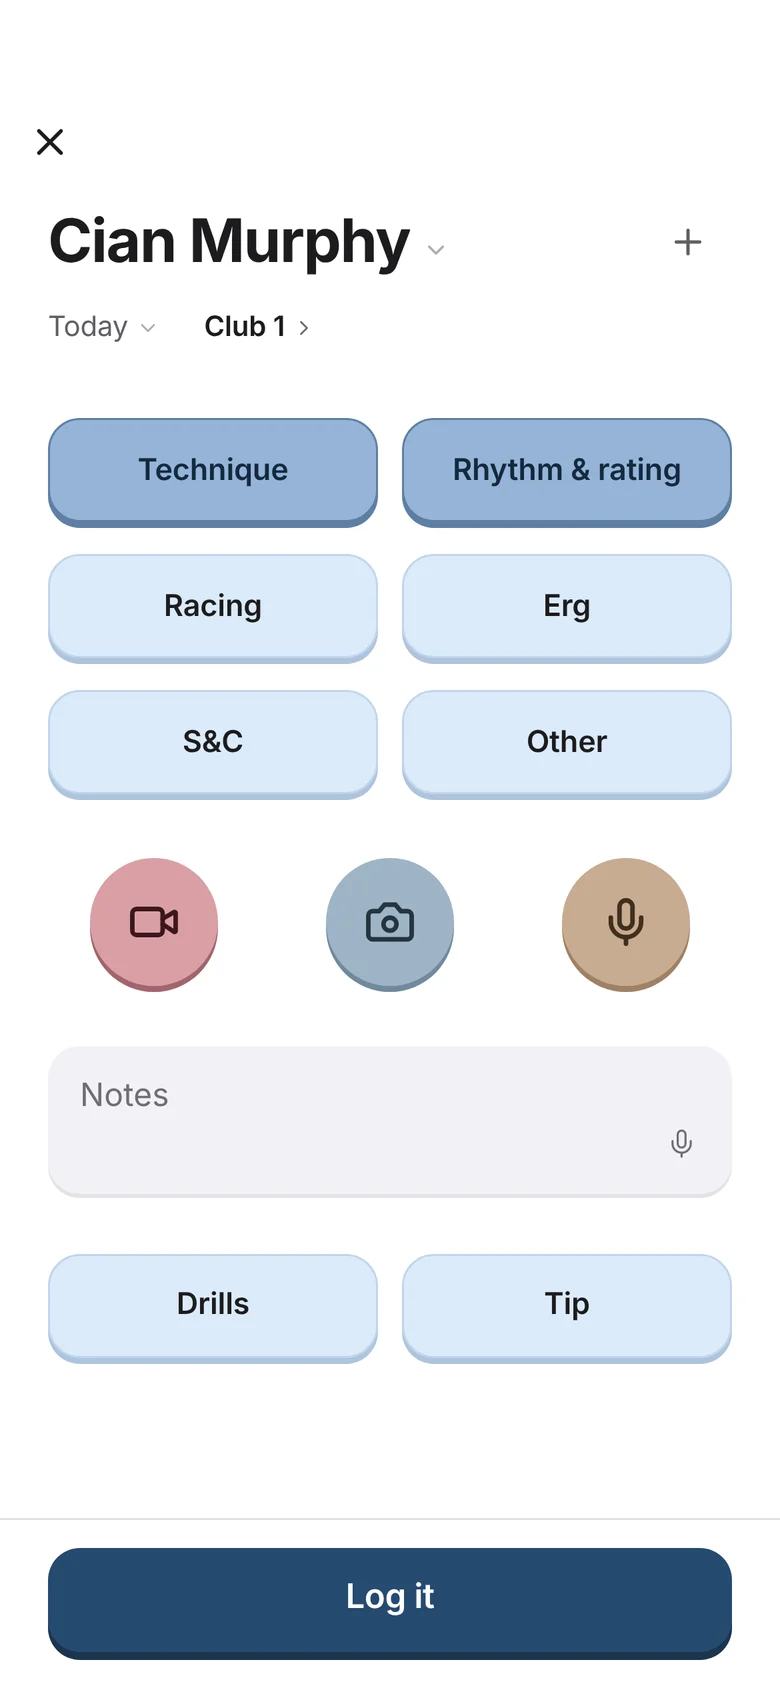 Cian Murphy
Today Club 1
Technique Rhythm & rating
Racing Erg
S&C Other
Notes
Drills Tip
Log it